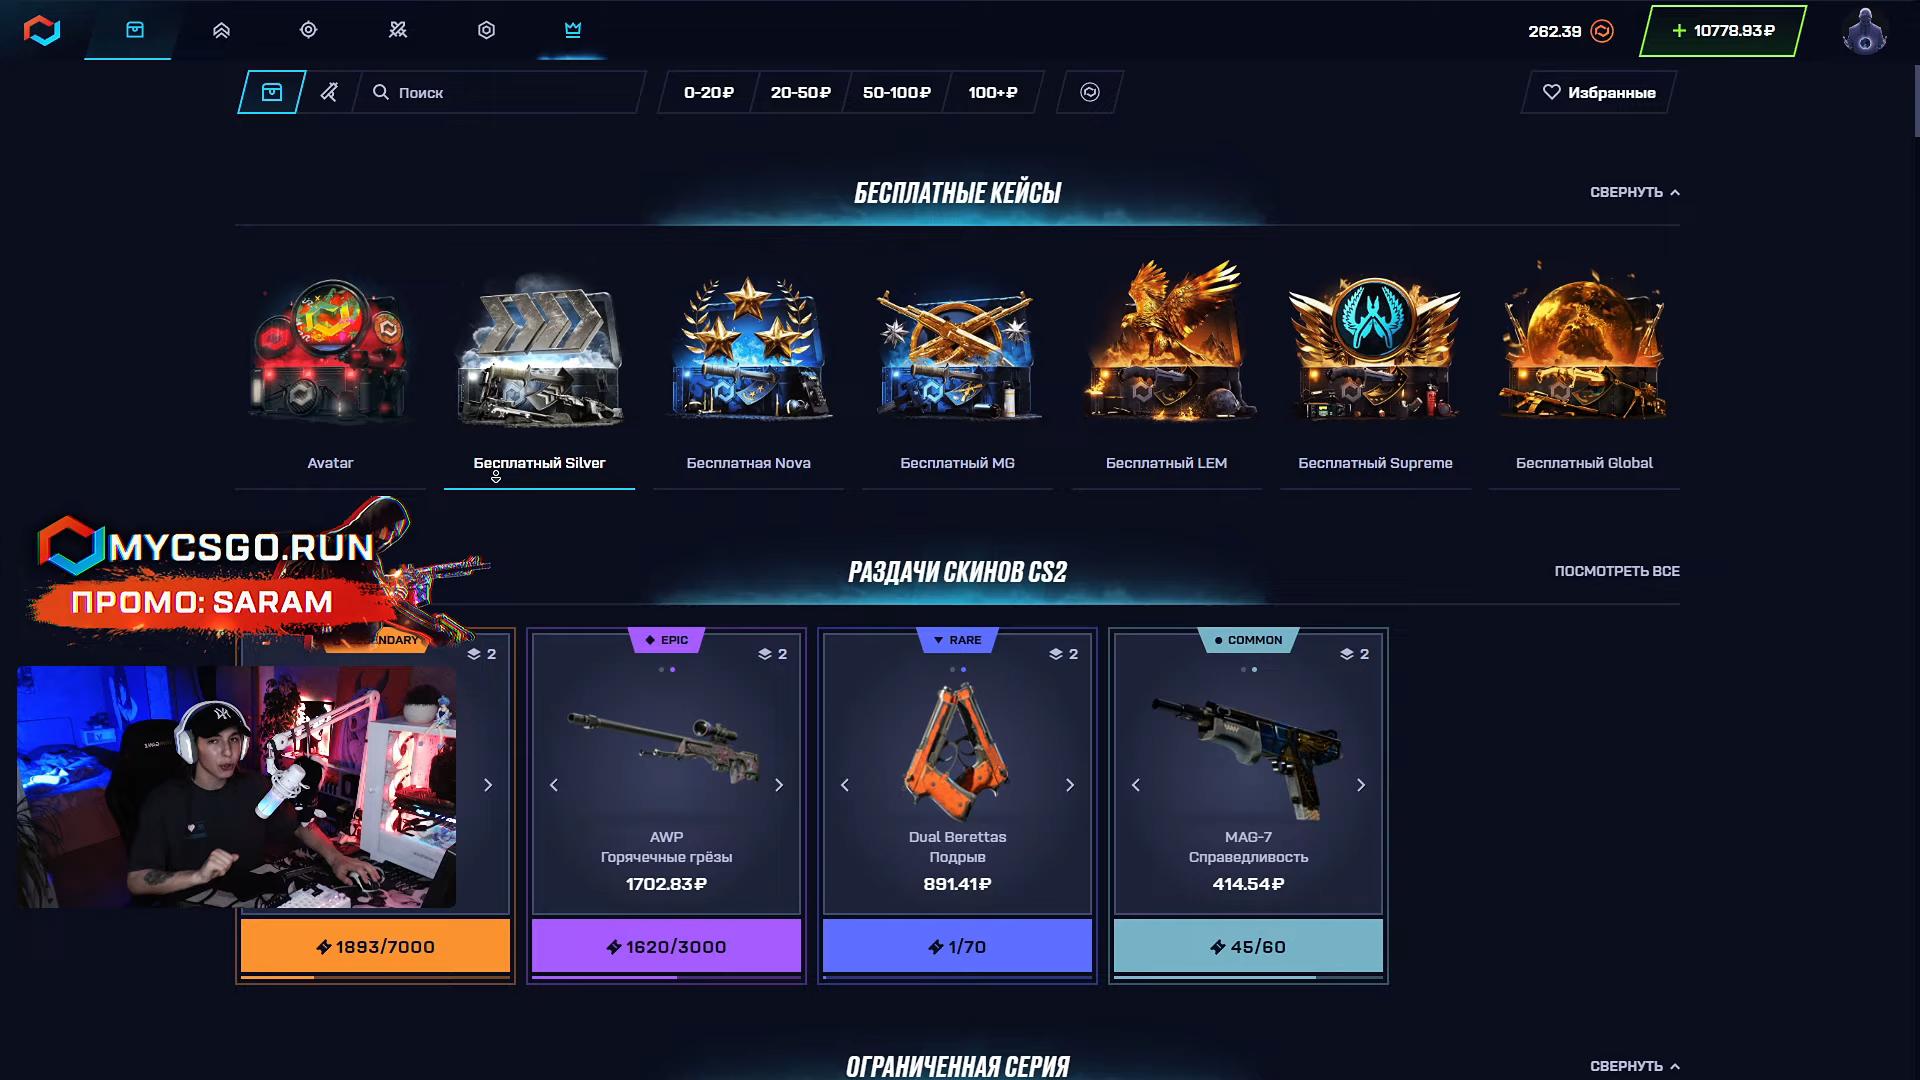 262.39
+ 10778.93₽
Поиск
0-20₽
20-50₽
50-100₽
100+₽
Избранные
БЕСПЛАТНЫЕ КЕЙСЫ
СВЕРНУТЬ
Avatar
Бесплатный Silver
Бесплатная Nova
Бесплатный MG
Бесплатный LEM
Бесплатный Supreme
Бесплатный Global
MYCSGO.RUN
ПРОМО: SARAM
РАЗДАЧИ СКИНОВ CS2
ПОСМОТРЕТЬ ВСЕ
NDARY
2
EPIC
2
RARE
2
COMMON
2
AWP
Горячечные грёзы
1702.83₽
Dual Berettas
Подрыв
891.41₽
MAG-7
Справедливость
414.54₽
1893/7000
1620/3000
1/70
45/60
ОГРАНИЧЕННАЯ СЕРИЯ
СВЕРНУТЬ